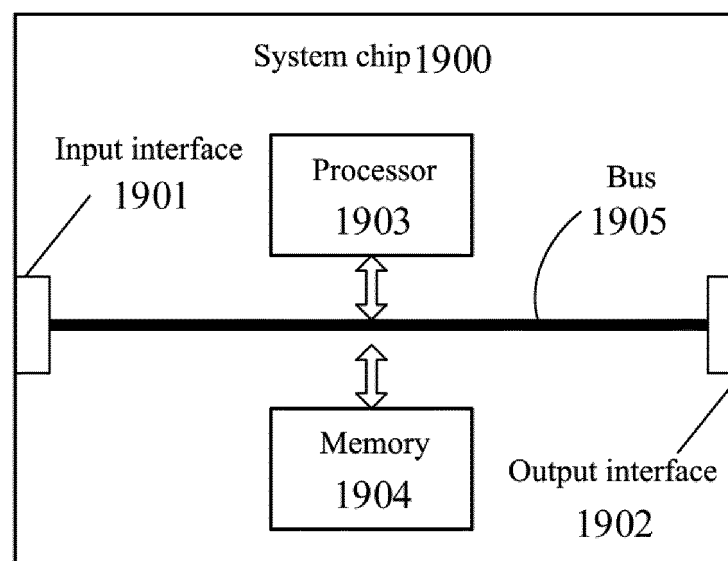 System chip 1900
Input interface
1901
Processor
1903
Bus
1905
Memory
1904
Output interface
1902